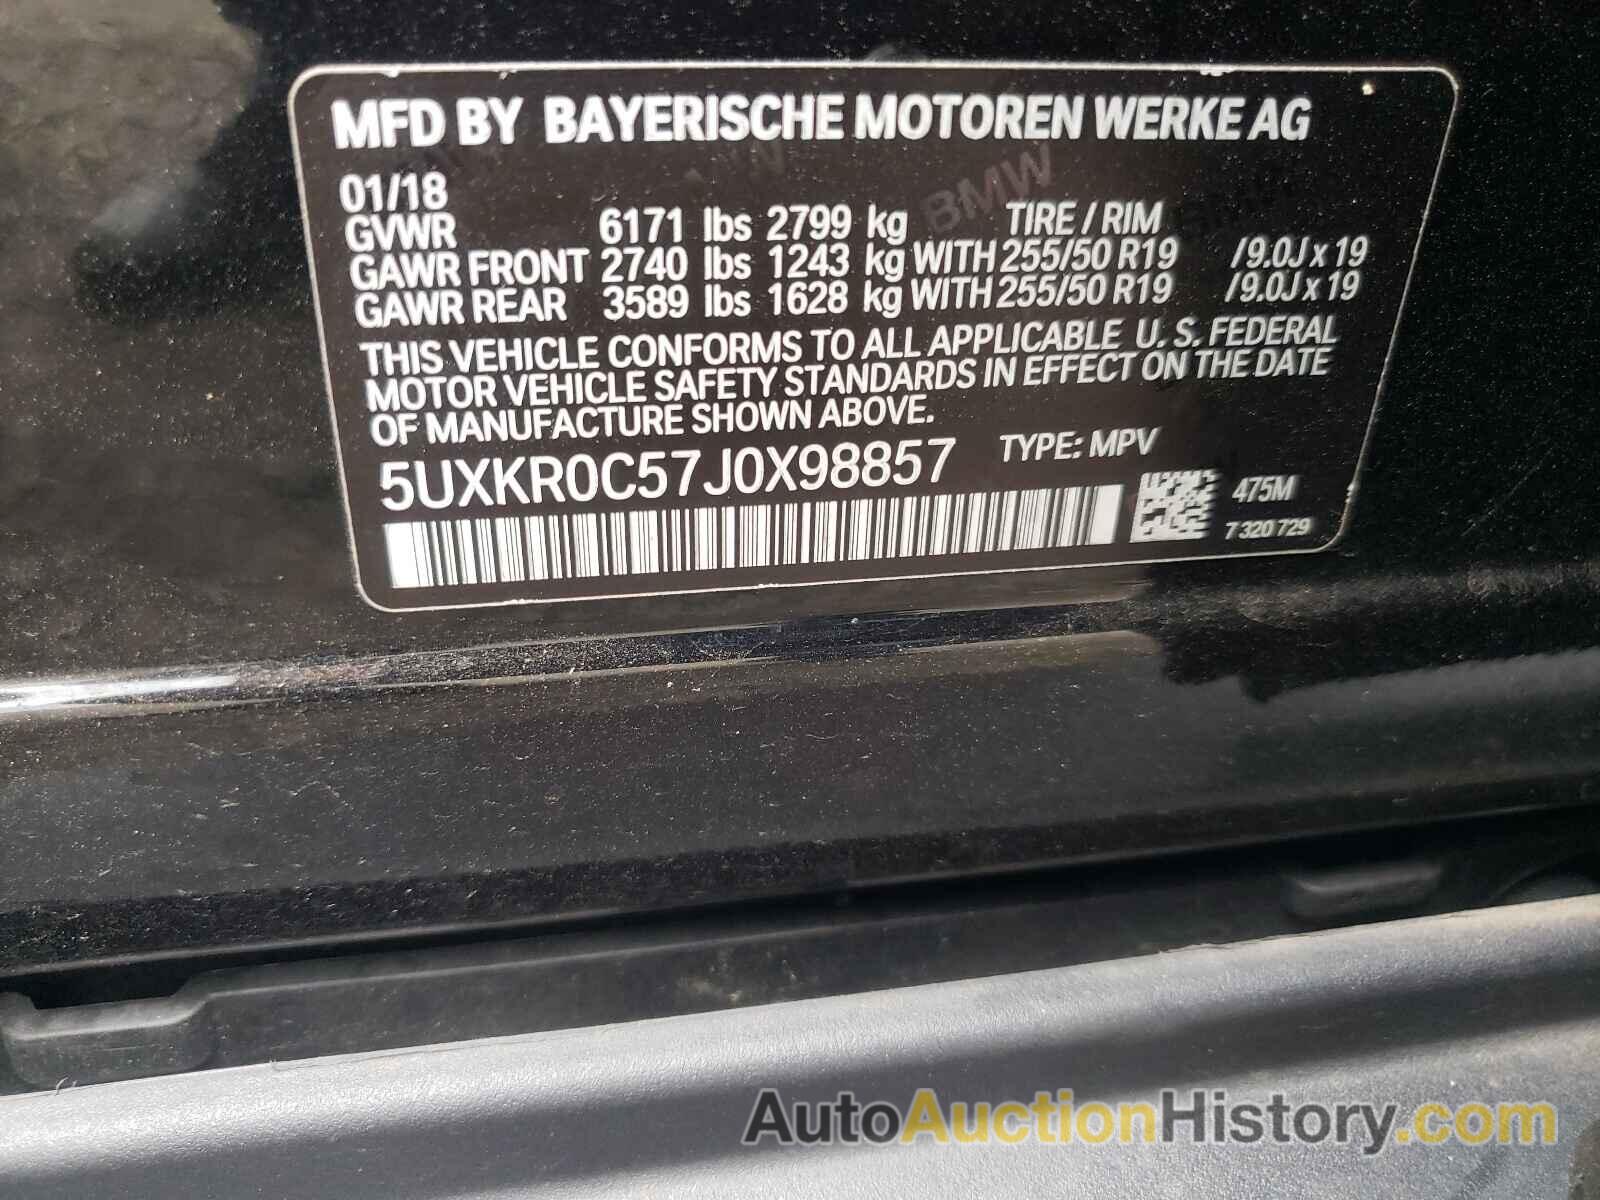 MFD BY BAYERISCHE MOTOREN WERKE AG
01/18
GVWR 6171 lbs 2799 kg TIRE / RIM
GAWR FRONT 2740 lbs 1243 kg WITH 255/50 R19 /9.0J x 19
GAWR REAR 3589 lbs 1628 kg WITH 255/50 R19 /9.0J x 19
THIS VEHICLE CONFORMS TO ALL APPLICABLE U. S. FEDERAL
MOTOR VEHICLE SAFETY STANDARDS IN EFFECT ON THE DATE
OF MANUFACTURE SHOWN ABOVE.
5UXKR0C57J0X98857 TYPE: MPV
475M
7 320 729
BMW
AutoAuctionHistory.com